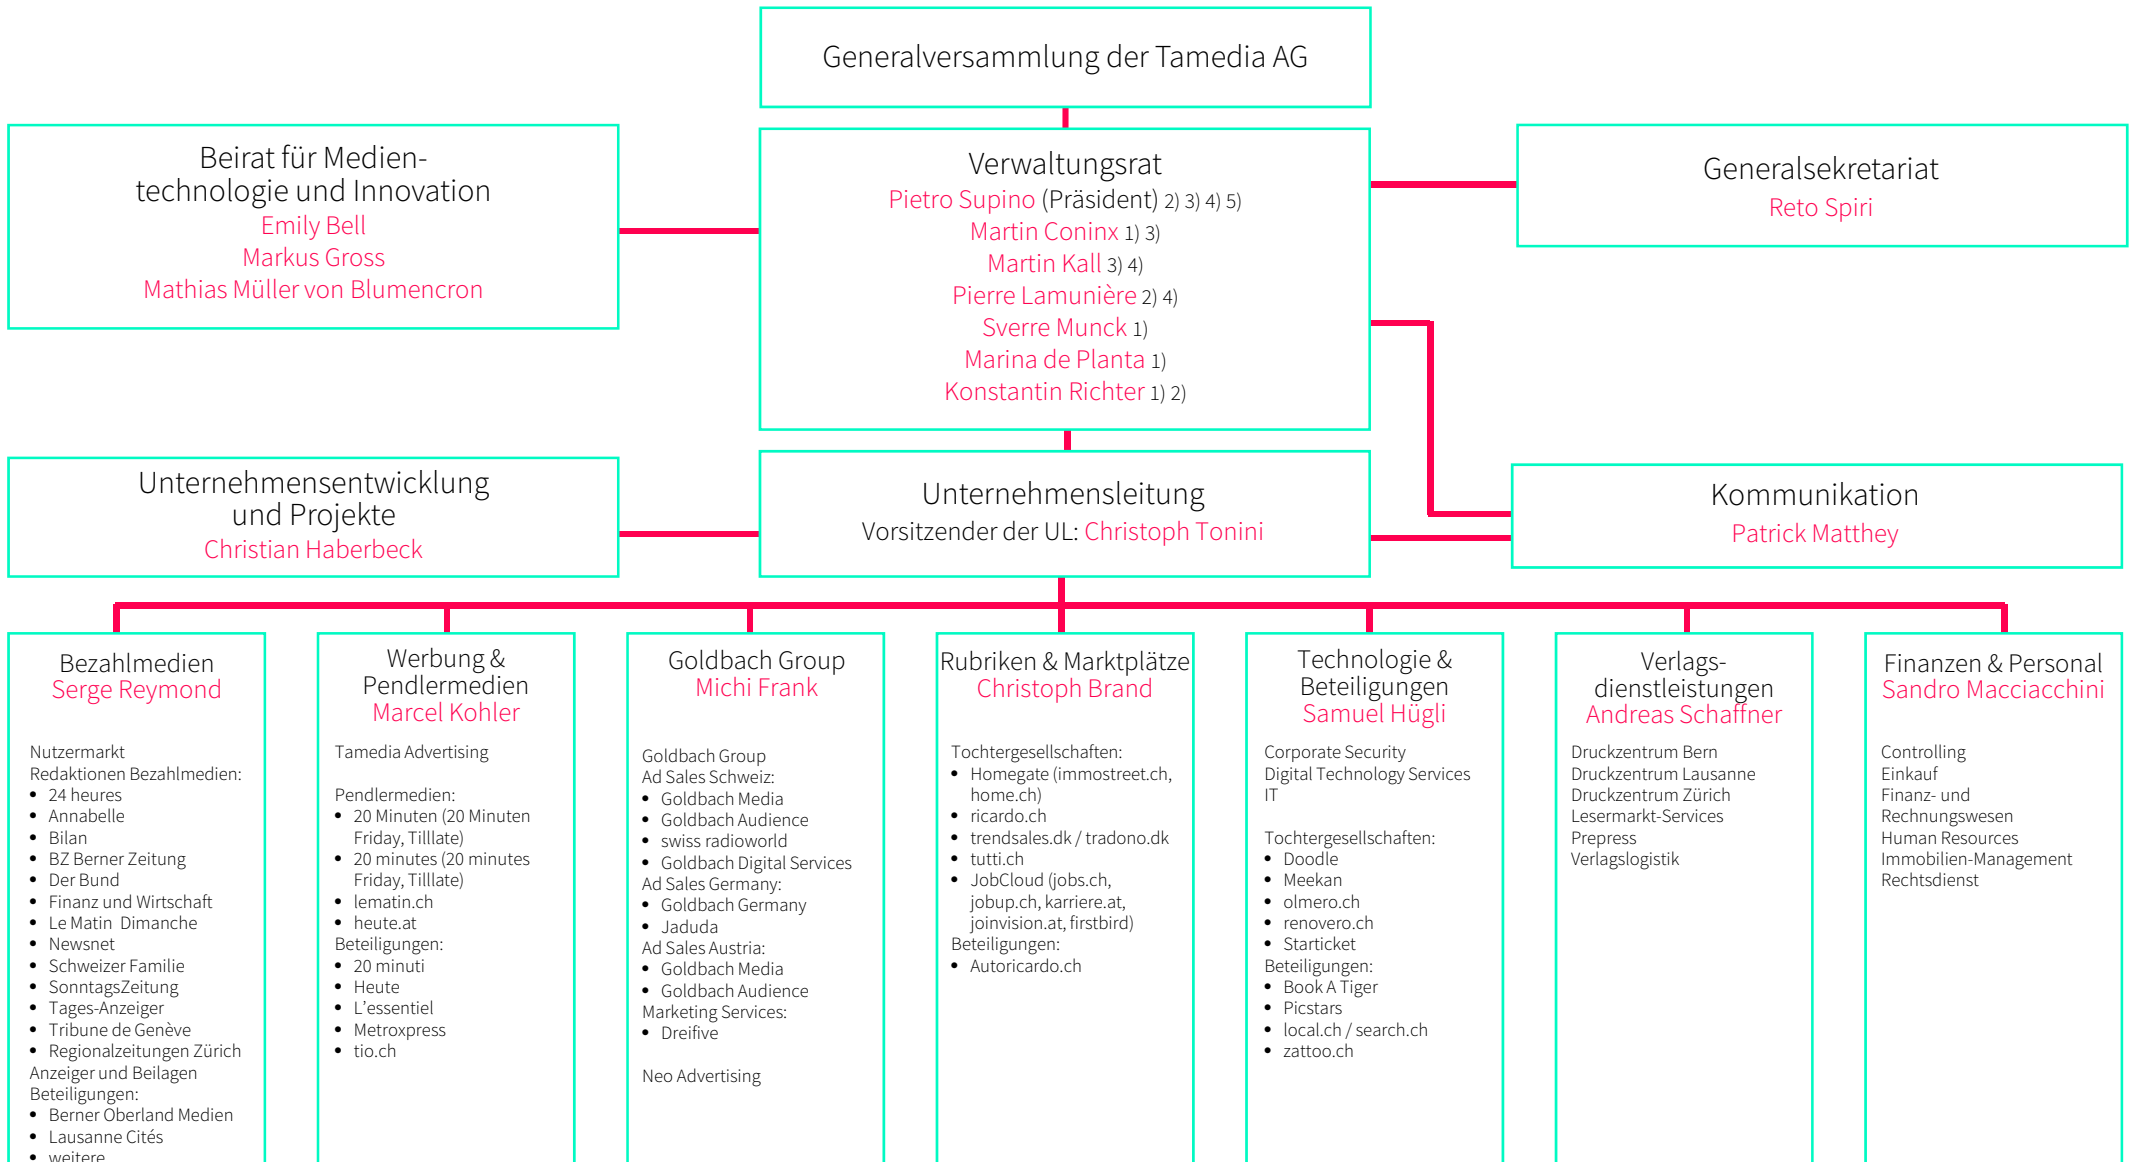 Generalversammlung der Tamedia AG
Beirat für Medien-
technologie und Innovation
Emily Bell
Markus Gross
Mathias Müller von Blumencron
Verwaltungsrat
Pietro Supino (Präsident) 2) 3) 4) 5)
Martin Coninx 1) 3)
Martin Kall 3) 4)
Pierre Lamunière 2) 4)
Sverre Munck 1)
Marina de Planta 1)
Konstantin Richter 1) 2)
Generalsekretariat
Reto Spiri
Unternehmensentwicklung
und Projekte
Christian Haberbeck
Unternehmensleitung
Vorsitzender der UL: Christoph Tonini
Kommunikation
Patrick Matthey
Bezahlmedien
Serge Reymond
Nutzermarkt
Redaktionen Bezahlmedien:
• 24 heures
• Annabelle
• Bilan
• BZ Berner Zeitung
• Der Bund
• Finanz und Wirtschaft
• Le Matin Dimanche
• Newsnet
• Schweizer Familie
• SonntagsZeitung
• Tages-Anzeiger
• Tribune de Genève
• Regionalzeitungen Zürich
Anzeiger und Beilagen
Beteiligungen:
• Berner Oberland Medien
• Lausanne Cités
• weitere
Werbung &
Pendlermedien
Marcel Kohler
Tamedia Advertising
Pendlermedien:
• 20 Minuten (20 Minuten
Friday, Tilllate)
• 20 minutes (20 minutes
Friday, Tilllate)
• lematin.ch
• heute.at
Beteiligungen:
• 20 minuti
• Heute
• L’essentiel
• Metroxpress
• tio.ch
Goldbach Group
Michi Frank
Goldbach Group
Ad Sales Schweiz:
• Goldbach Media
• Goldbach Audience
• swiss radioworld
• Goldbach Digital Services
Ad Sales Germany:
• Goldbach Germany
• Jaduda
Ad Sales Austria:
• Goldbach Media
• Goldbach Audience
Marketing Services:
• Dreifive
Neo Advertising
Rubriken & Marktplätze
Christoph Brand
Tochtergesellschaften:
• Homegate (immostreet.ch,
home.ch)
• ricardo.ch
• trendsales.dk / tradono.dk
• tutti.ch
• JobCloud (jobs.ch,
jobup.ch, karriere.at,
joinvision.at, firstbird)
Beteiligungen:
• Autoricardo.ch
Technologie &
Beteiligungen
Samuel Hügli
Corporate Security
Digital Technology Services
IT
Tochtergesellschaften:
• Doodle
• Meekan
• olmero.ch
• renovero.ch
• Starticket
Beteiligungen:
• Book A Tiger
• Picstars
• local.ch / search.ch
• zattoo.ch
Verlags-
dienstleistungen
Andreas Schaffner
Druckzentrum Bern
Druckzentrum Lausanne
Druckzentrum Zürich
Lesermarkt-Services
Prepress
Verlagslogistik
Finanzen & Personal
Sandro Macciacchini
Controlling
Einkauf
Finanz- und
Rechnungswesen
Human Resources
Immobilien-Management
Rechtsdienst